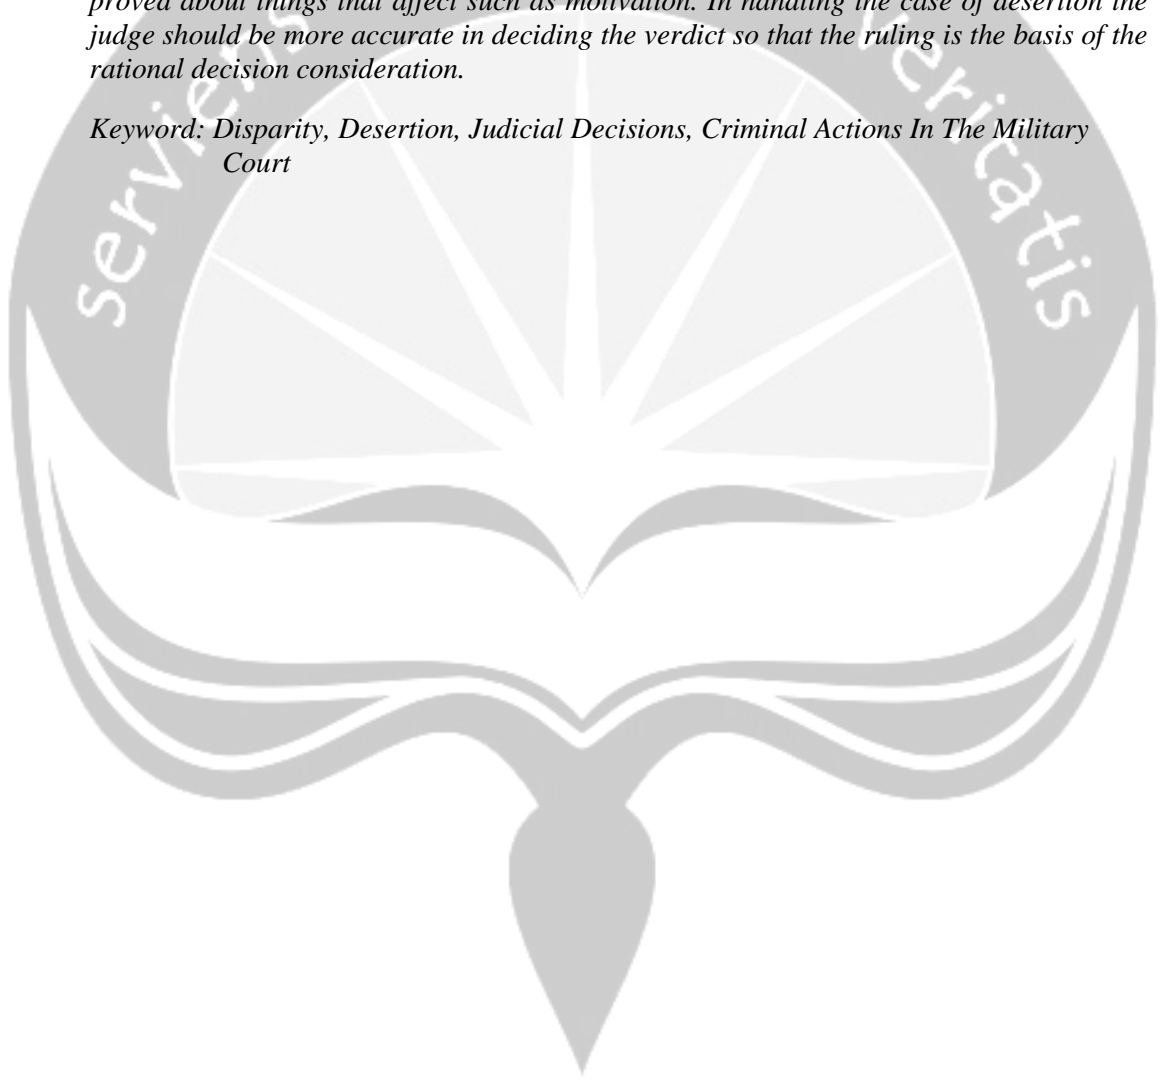 proved about things that affect such as motivation. In handling the case of desertion the
judge should be more accurate in deciding the verdict so that the ruling is the basis of the
rational decision consideration.
Keyword: Disparity, Desertion, Judicial Decisions, Criminal Actions In The Military
Court
serviens
veritatis